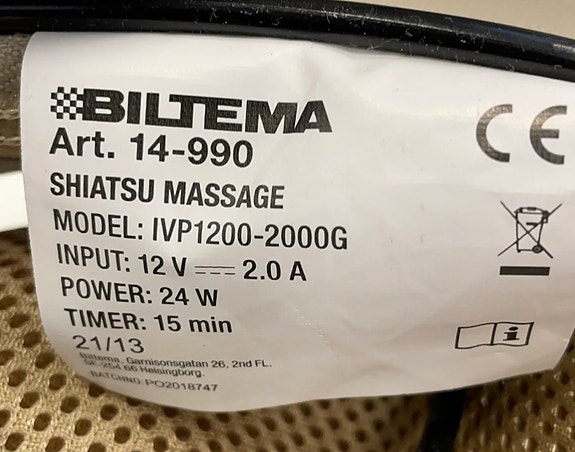 BILTEMA
Art. 14-990
SHIATSU MASSAGE
MODEL: IVP1200-2000G
INPUT: 12 V ⎓ 2.0 A
POWER: 24 W
TIMER: 15 min
21/13
Biltema, Garnisonsgatan 26, 2nd FL.
SE-254 66 Helsingborg.
BATCHNO: PO2018747
CE
i